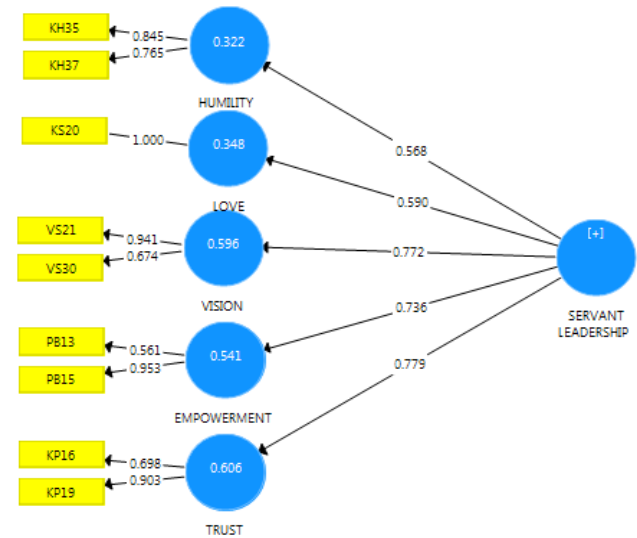 KH35
0.845
0.765
KH37
0.322
HUMILITY
KS20
1.000
0.348
LOVE
0.568
0.590
VS21
0.941
0.674
VS30
0.596
VISION
0.772
[+]
SERVANT
LEADERSHIP
PB13
0.561
0.953
PB15
0.541
EMPOWERMENT
0.736
0.779
KP16
0.698
0.903
KP19
0.606
TRUST